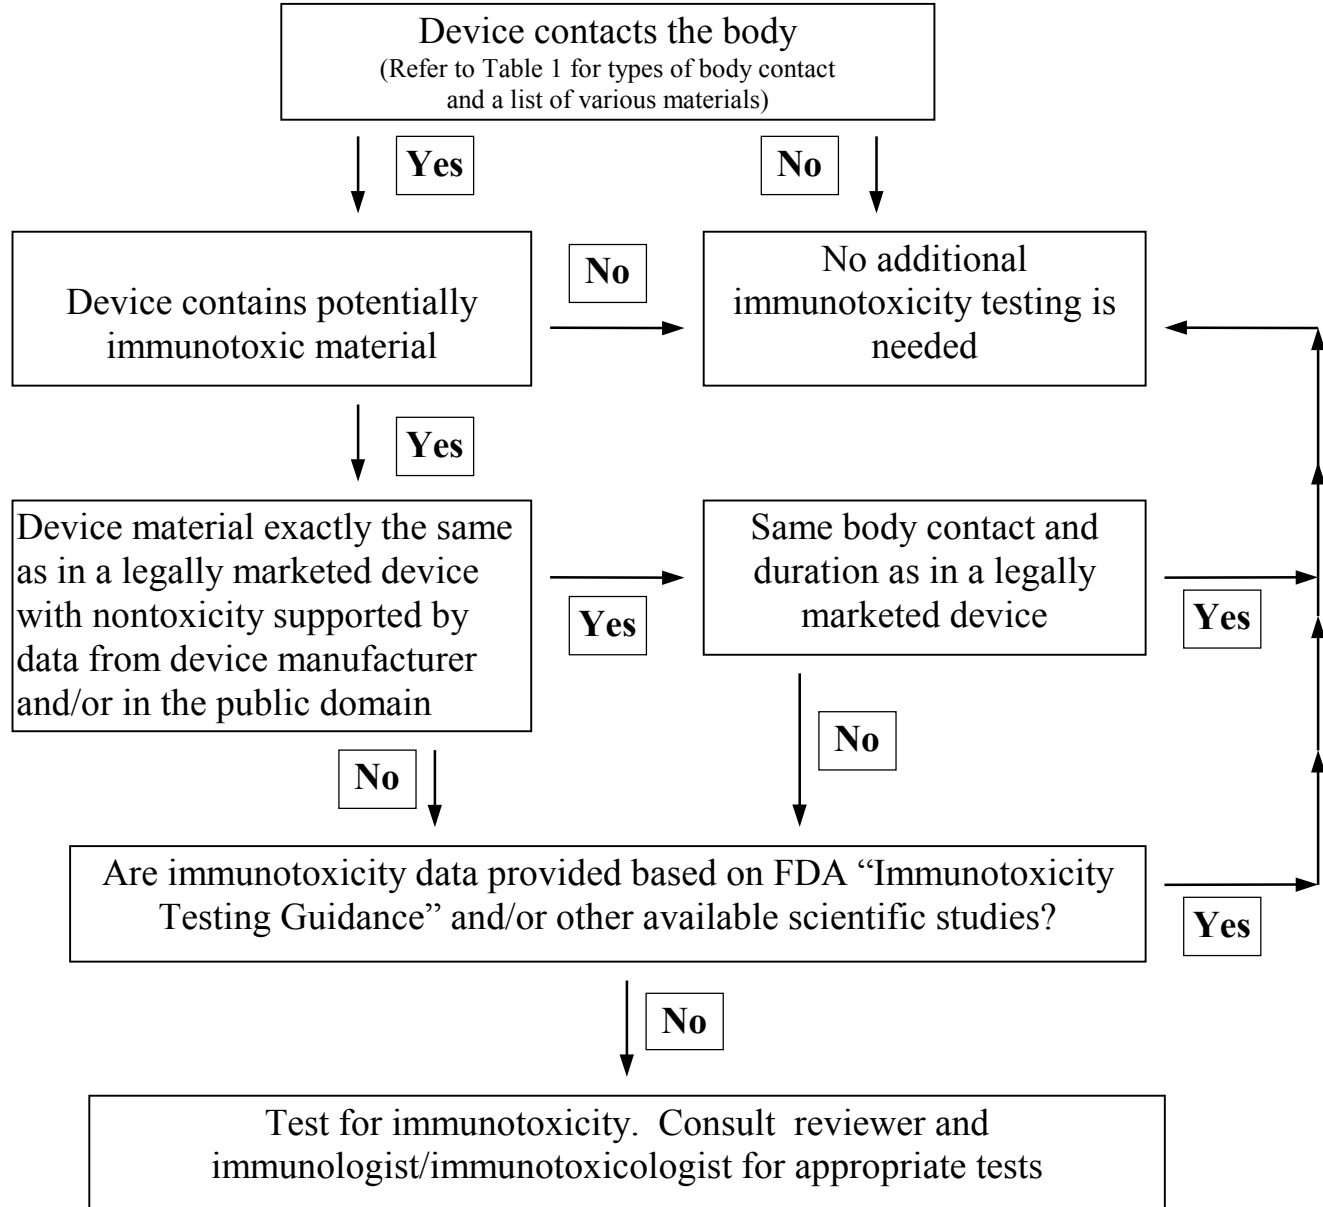 Device contacts the body
(Refer to Table 1 for types of body contact
and a list of various materials)
Yes
No
Device contains potentially
immunotoxic material
No
No additional
immunotoxicity testing is
needed
Yes
Device material exactly the same
as in a legally marketed device
with nontoxicity supported by
data from device manufacturer
and/or in the public domain
Yes
Same body contact and
duration as in a legally
marketed device
Yes
No
No
Are immunotoxicity data provided based on FDA “Immunotoxicity
Testing Guidance” and/or other available scientific studies?
Yes
No
Test for immunotoxicity.  Consult  reviewer and
immunologist/immunotoxicologist for appropriate tests